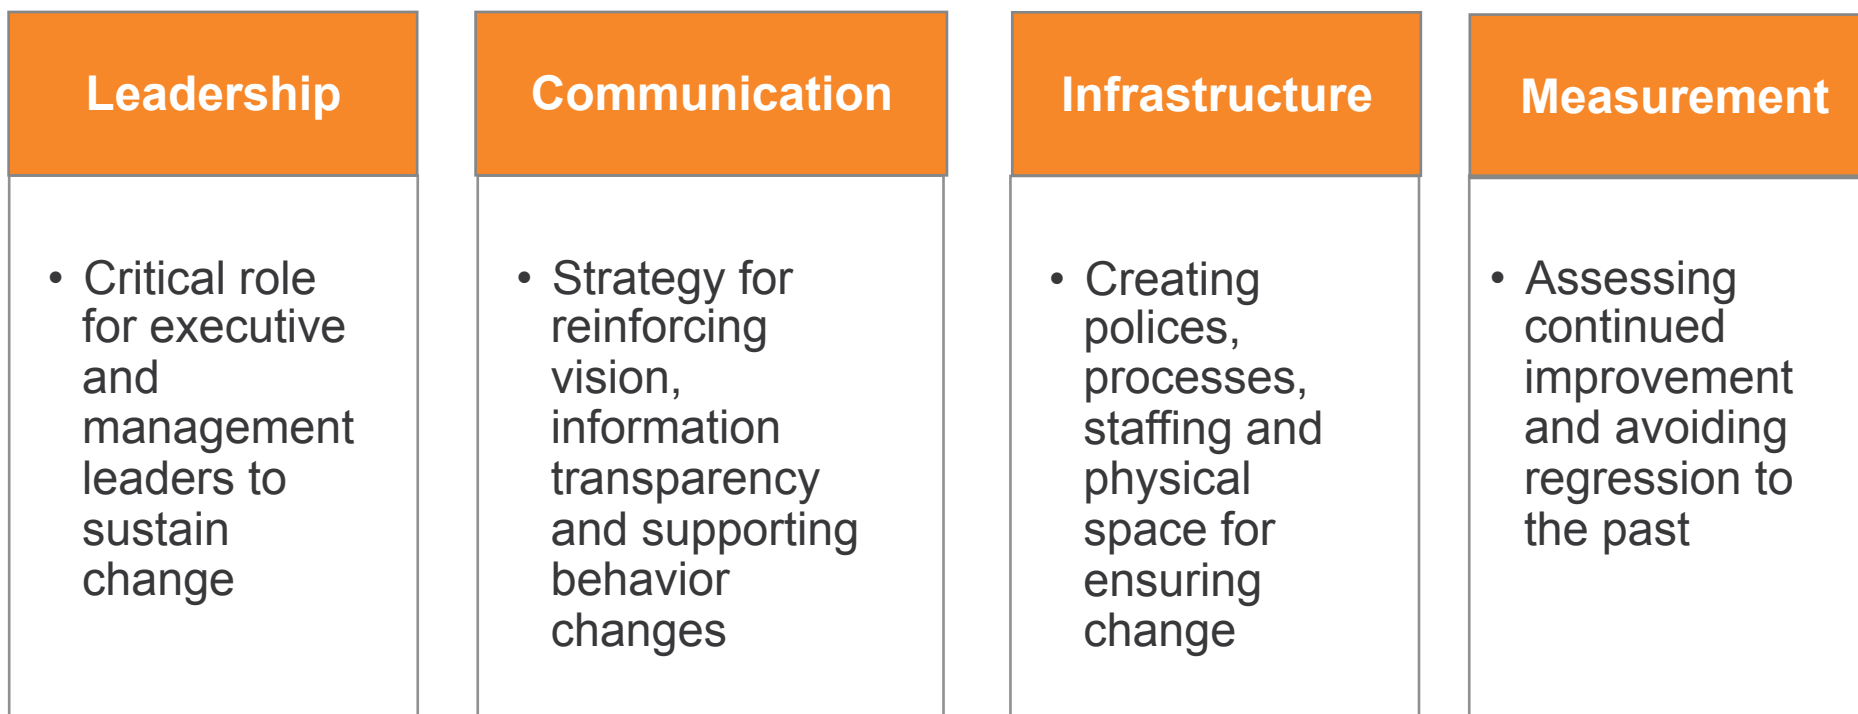 Leadership
• Critical role
for executive
and
management
leaders to
sustain
change
Communication
• Strategy for
reinforcing
vision,
information
transparency
and supporting
behavior
changes
Infrastructure
• Creating
polices,
processes,
staffing and
physical
space for
ensuring
change
Measurement
• Assessing
continued
improvement
and avoiding
regression to
the past